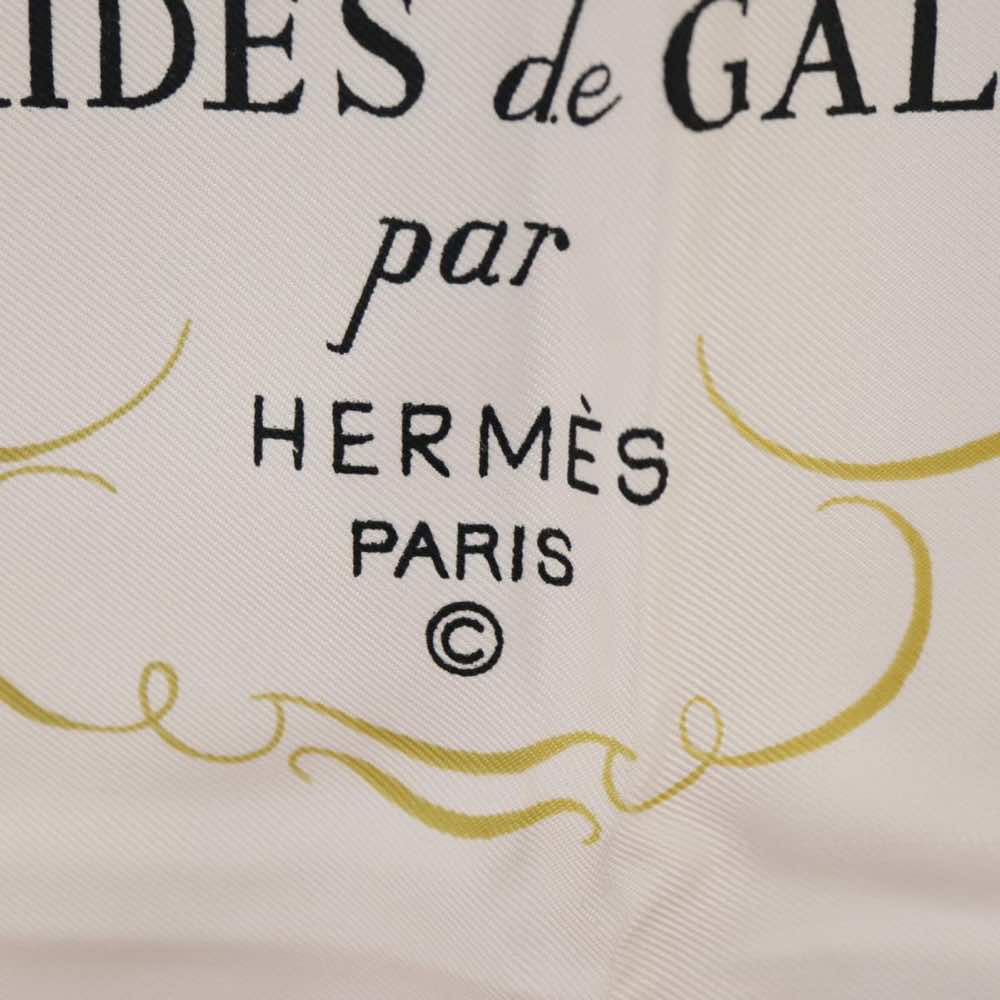 IDES de GAL
par
HERMÈS
PARIS
©